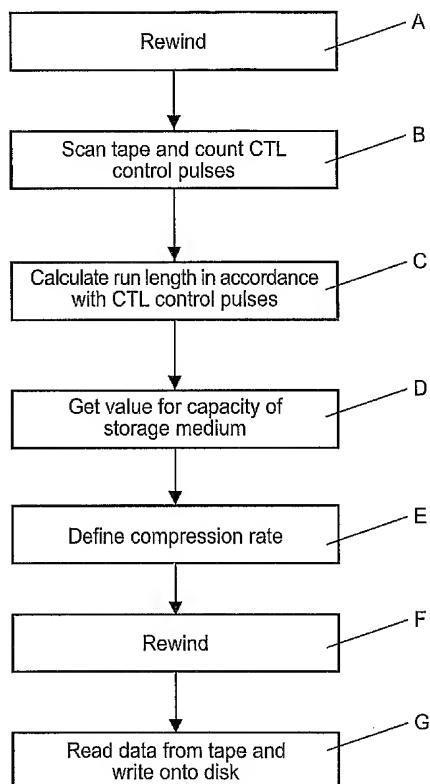 A
Rewind
B
Scan tape and count CTL
control pulses
C
Calculate run length in accordance
with CTL control pulses
D
Get value for capacity of
storage medium
E
Define compression rate
F
Rewind
G
Read data from tape and
write onto disk